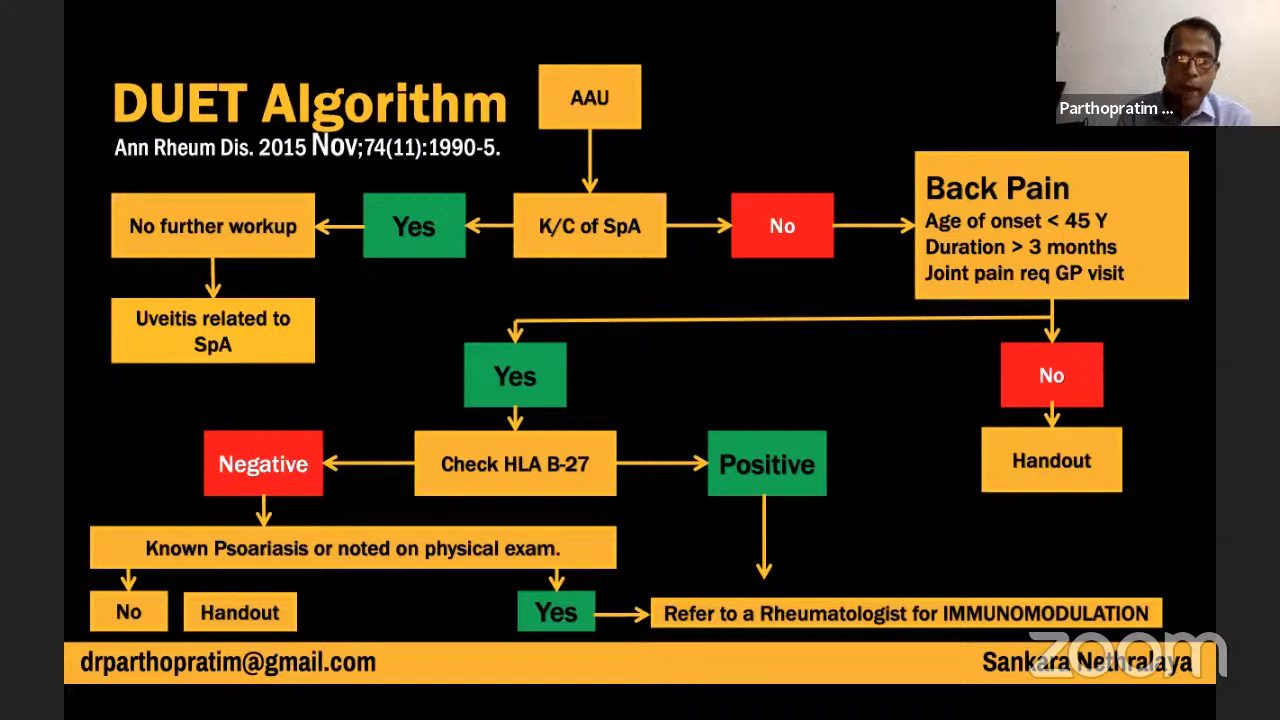 DUET Algorithm
Ann Rheum Dis. 2015 Nov;74(11):1990-5.
AAU
Parthopratim ...
No further workup
Yes
K/C of SpA
No
Back Pain
Age of onset < 45 Y
Duration > 3 months
Joint pain req GP visit
Uveitis related to
SpA
Yes
No
Negative
Check HLA B-27
Positive
Handout
Known Psoariasis or noted on physical exam.
No
Handout
Yes
Refer to a Rheumatologist for IMMUNOMODULATION
drparthopratim@gmail.com
Sankara Nethralaya
zoom